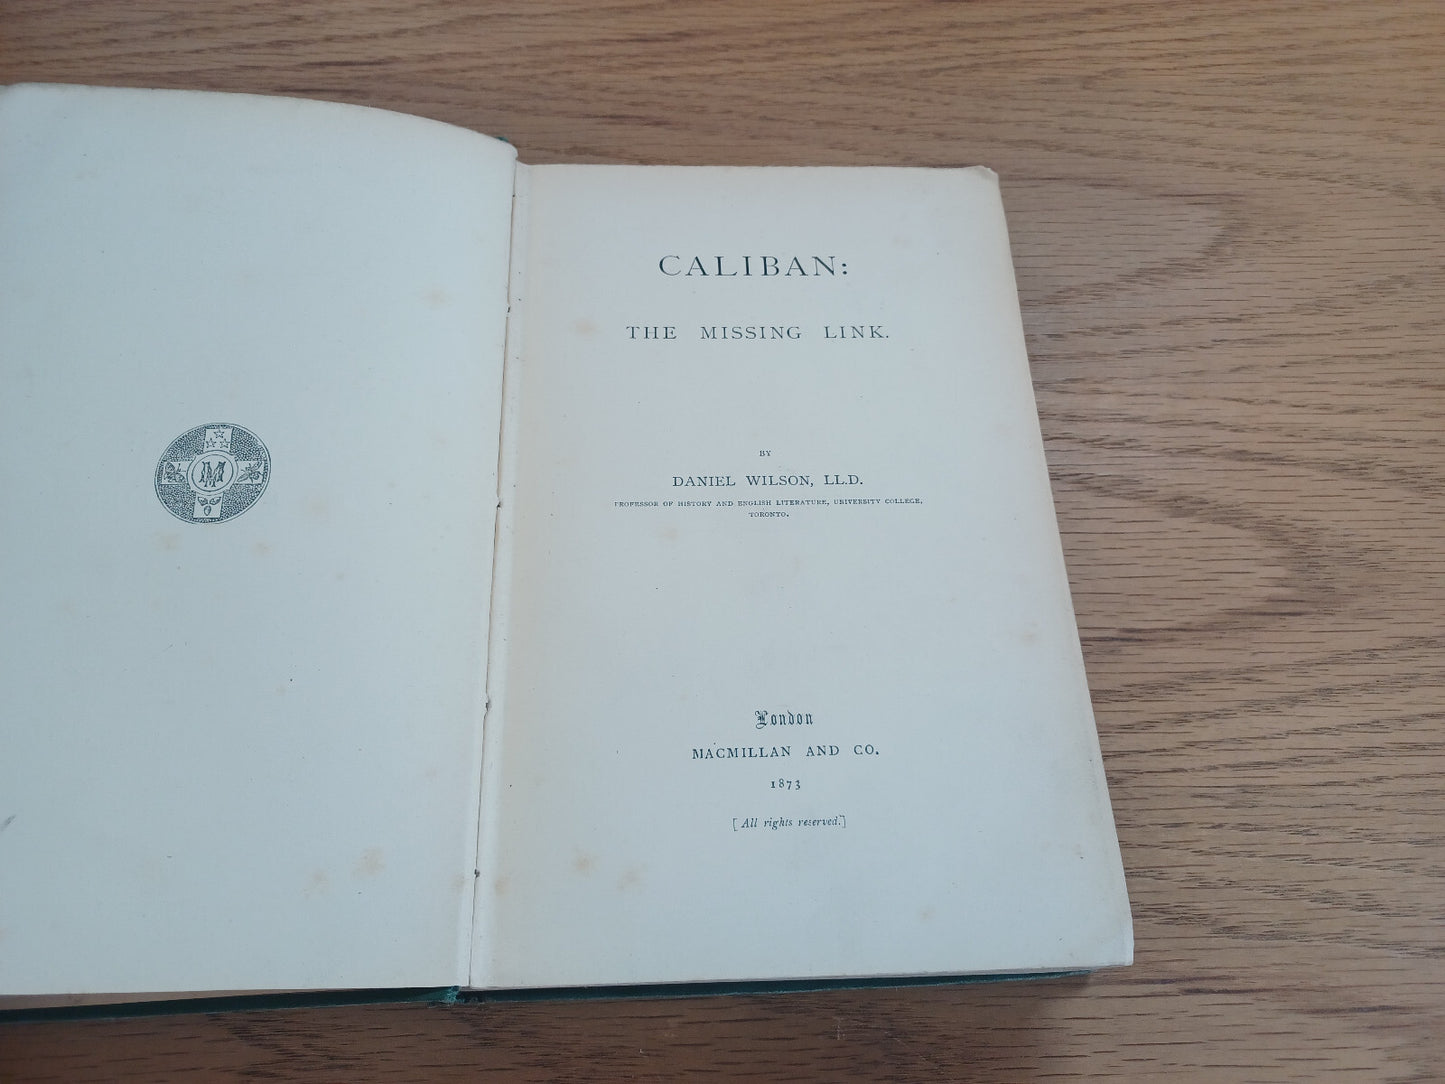 M
CALIBAN:
THE MISSING LINK.
BY
DANIEL WILSON, LL.D.
PROFESSOR OF HISTORY AND ENGLISH LITERATURE, UNIVERSITY COLLEGE,
TORONTO.
London
MACMILLAN AND CO.
1873
[All rights reserved.]